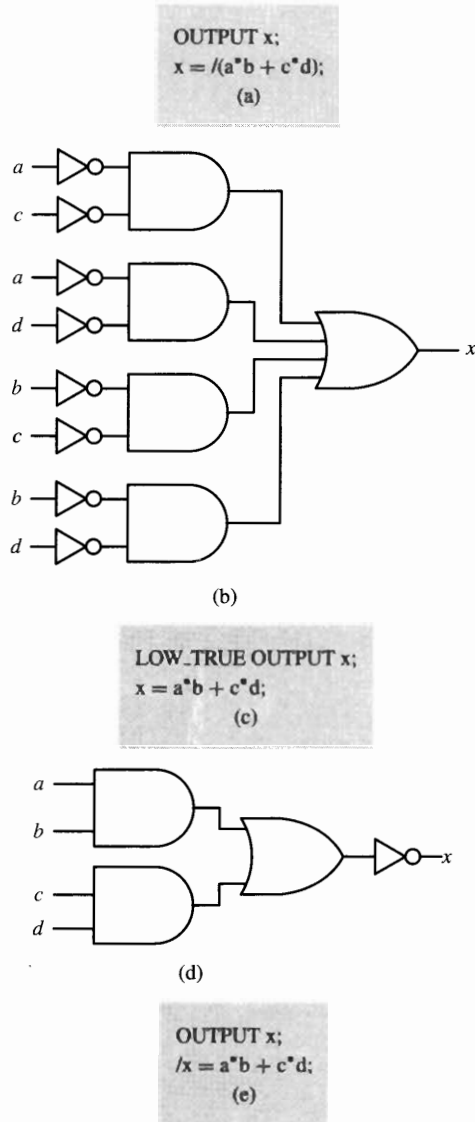 OUTPUT x;
x = /(a*b + c*d);
(a)
a
c
a
d
b
c
b
d
x
(b)
LOW_TRUE OUTPUT x;
x = a*b + c*d;
(c)
a
b
c
d
x
(d)
OUTPUT x;
/x = a*b + c*d;
(e)